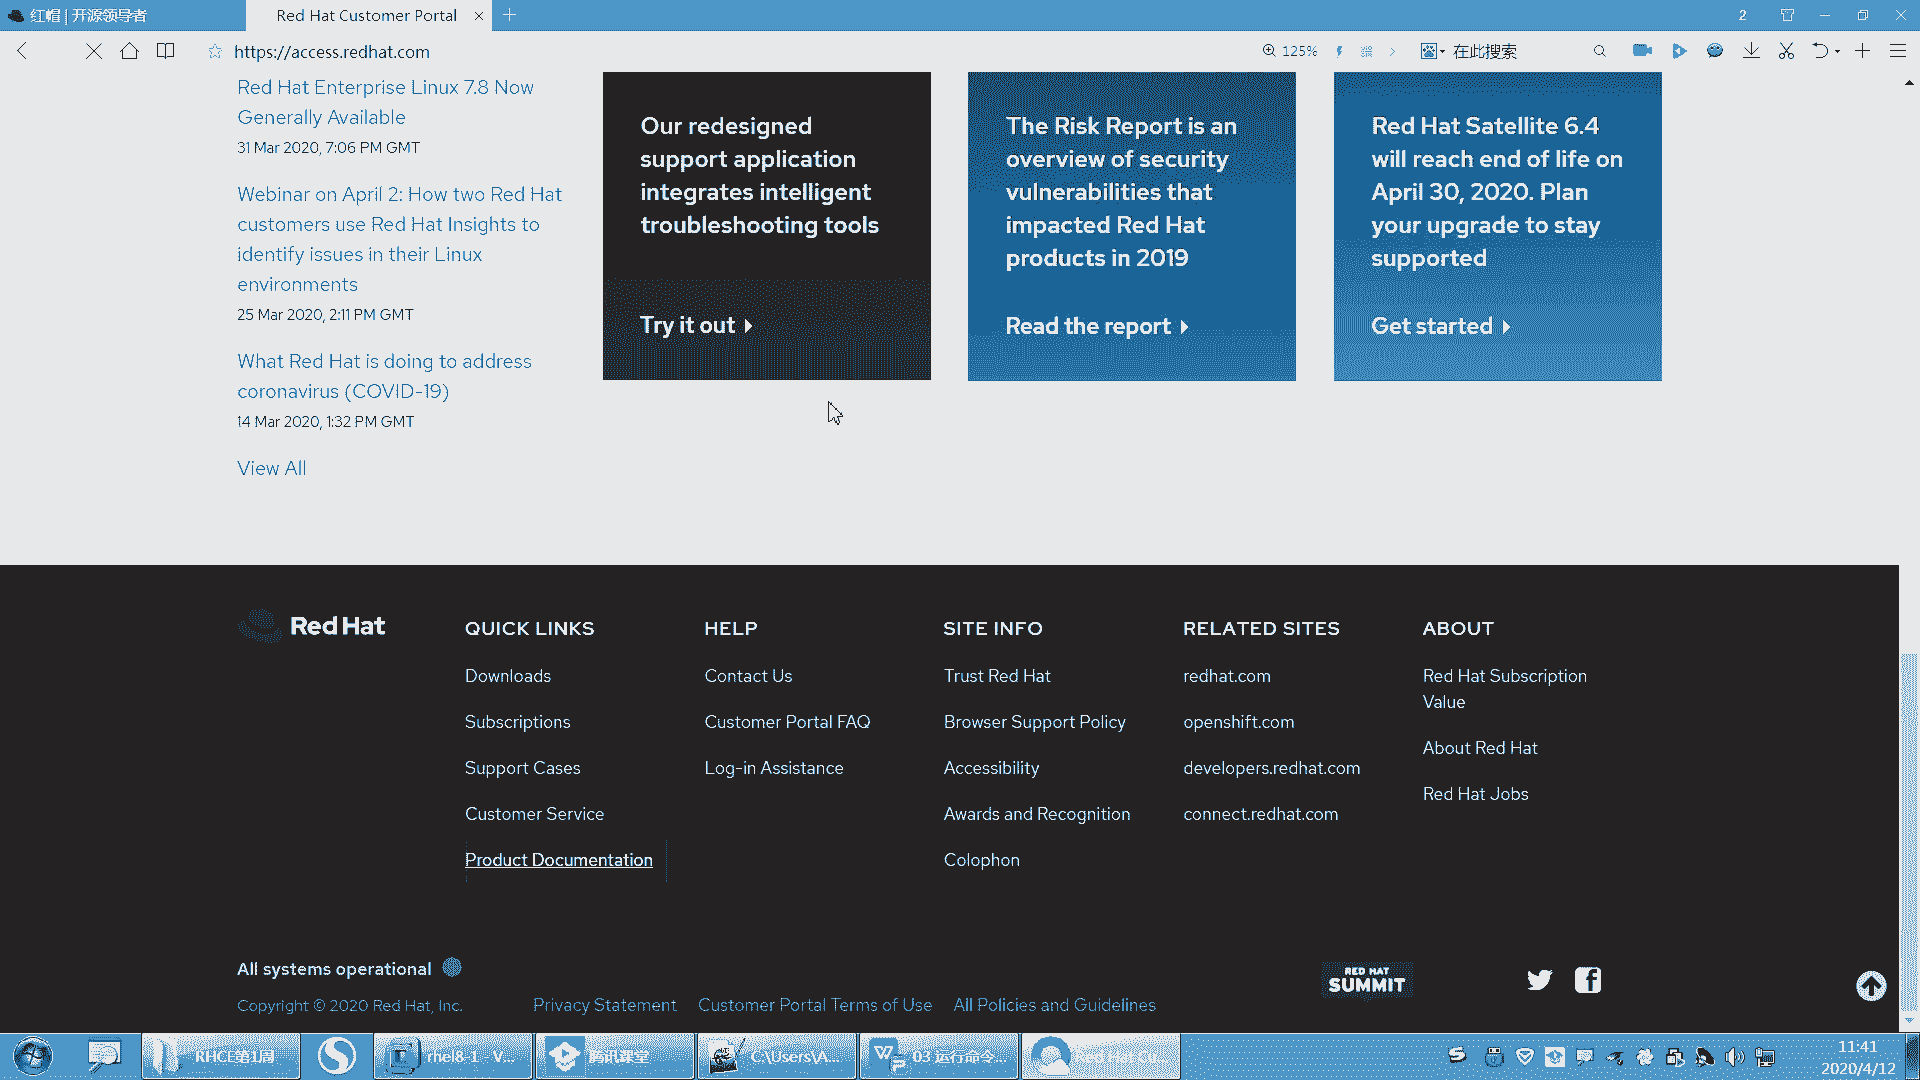 红帽 | 开源领导者
Red Hat Customer Portal
2
https://access.redhat.com
125%
在此搜索
Red Hat Enterprise Linux 7.8 Now
Generally Available
31 Mar 2020, 7:06 PM GMT
Webinar on April 2: How two Red Hat
customers use Red Hat Insights to
identify issues in their Linux
environments
25 Mar 2020, 2:11 PM GMT
What Red Hat is doing to address
coronavirus (COVID-19)
14 Mar 2020, 1:32 PM GMT
View All
Our redesigned
support application
integrates intelligent
troubleshooting tools
Try it out
The Risk Report is an
overview of security
vulnerabilities that
impacted Red Hat
products in 2019
Read the report
Red Hat Satellite 6.4
will reach end of life on
April 30, 2020. Plan
your upgrade to stay
supported
Get started
Red Hat
QUICK LINKS
Downloads
Subscriptions
Support Cases
Customer Service
Product Documentation
HELP
Contact Us
Customer Portal FAQ
Log-in Assistance
SITE INFO
Trust Red Hat
Browser Support Policy
Accessibility
Awards and Recognition
Colophon
RELATED SITES
redhat.com
openshift.com
developers.redhat.com
connect.redhat.com
ABOUT
Red Hat Subscription
Value
About Red Hat
Red Hat Jobs
All systems operational
Copyright © 2020 Red Hat, Inc.
Privacy Statement
Customer Portal Terms of Use
All Policies and Guidelines
RED HAT
SUMMIT
RHCE第1周
rhel8-1 - V...
腾讯课堂
C:\Users\A...
03 运行命令...
Red Hat Cu...
11:41
2020/4/12